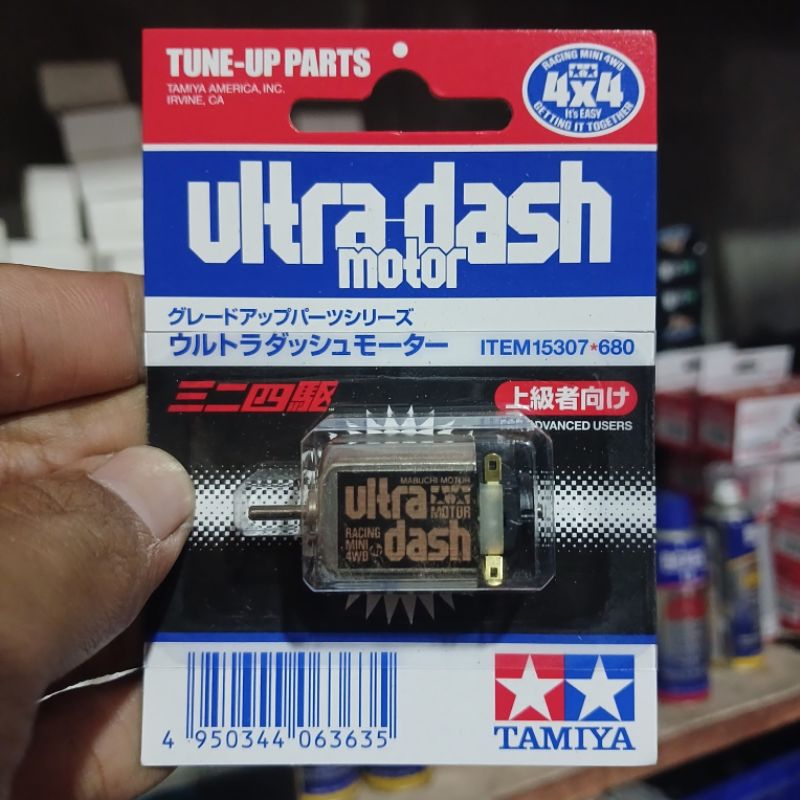 TUNE-UP PARTS
TAMIYA AMERICA, INC.
IRVINE, CA
RACING MINI 4WD
4x4
It's EASY
GETTING IT TOGETHER
ultra-dash
motor
グレードアップパーツシリーズ
ウルトラダッシュモーター
ITEM15307*680
三二四駆
上級者向け
ADVANCED USERS
MABUCHI MOTOR
ultra
MOTOR
RACING
MINI
4WD
dash
4 950344 063635
TAMIYA